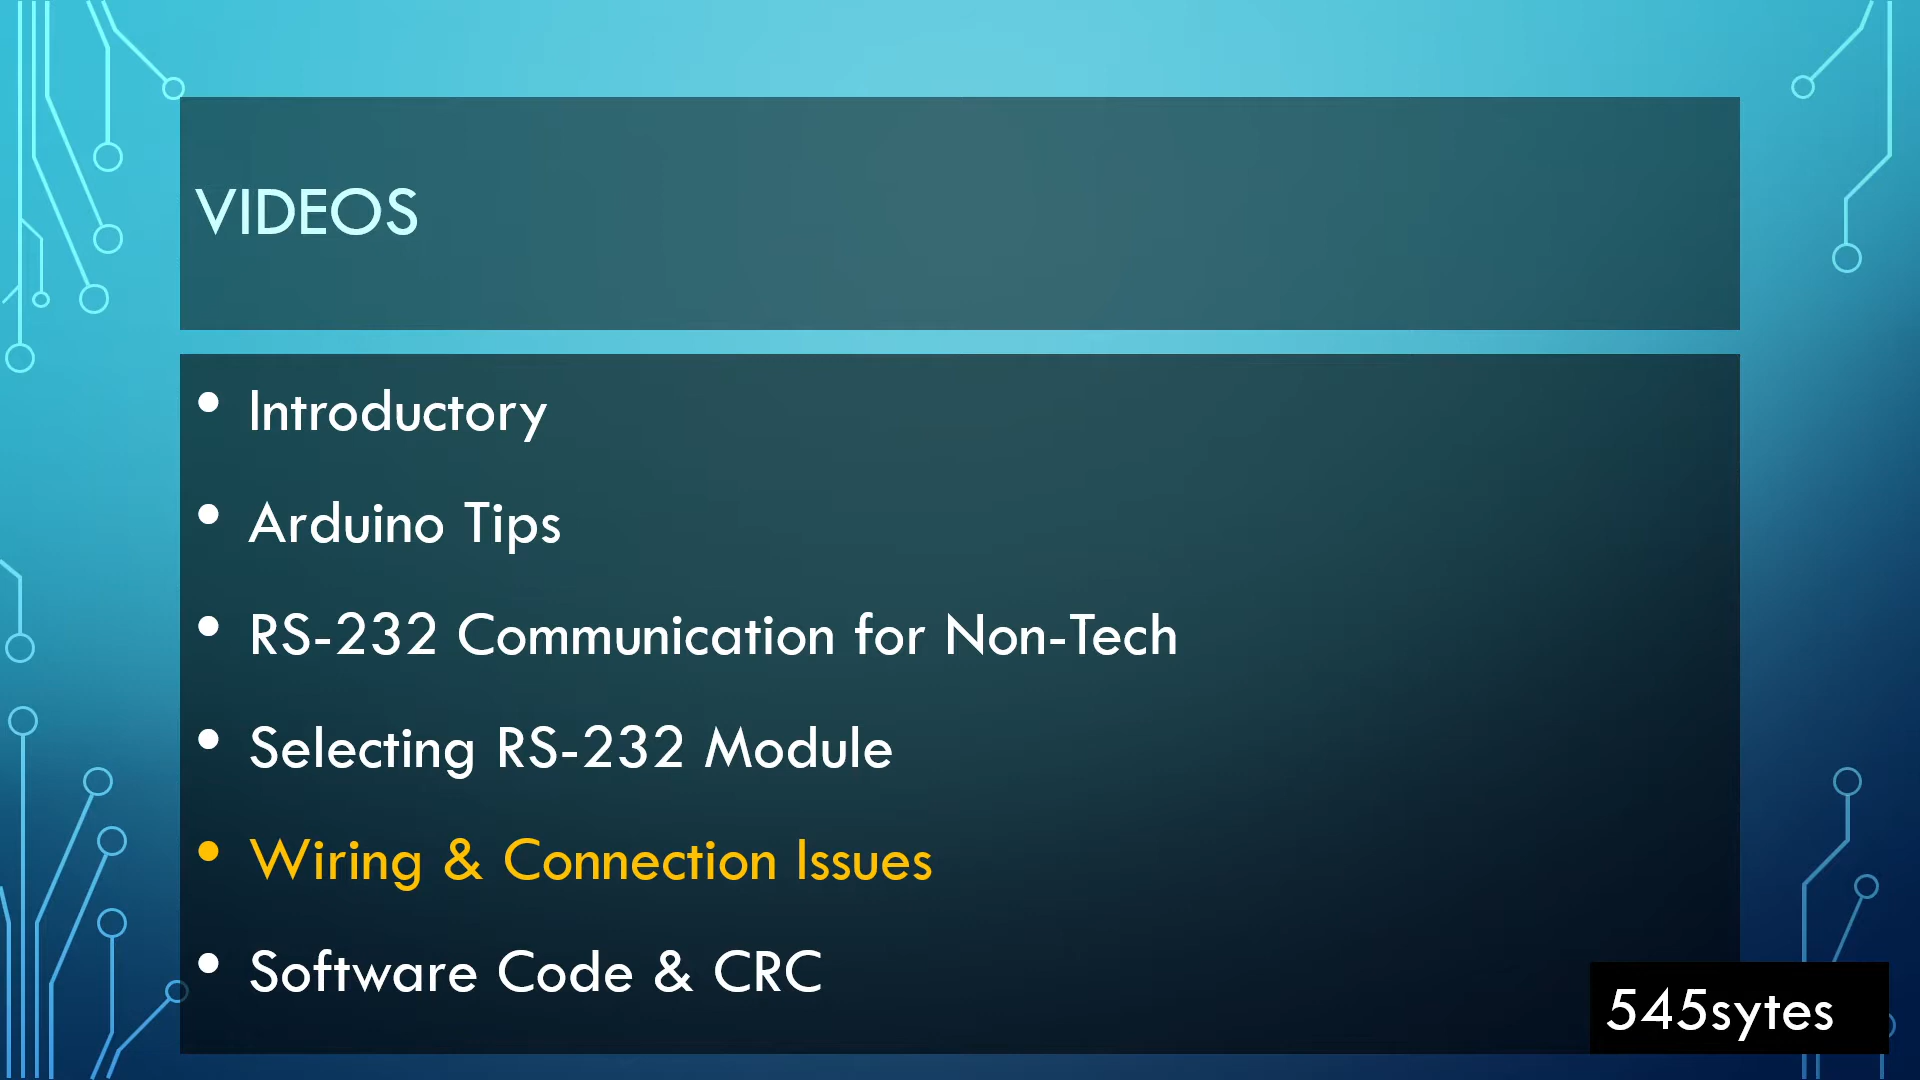 VIDEOS
• Introductory
• Arduino Tips
• RS-232 Communication for Non-Tech
• Selecting RS-232 Module
• Wiring & Connection Issues
• Software Code & CRC
545sytes